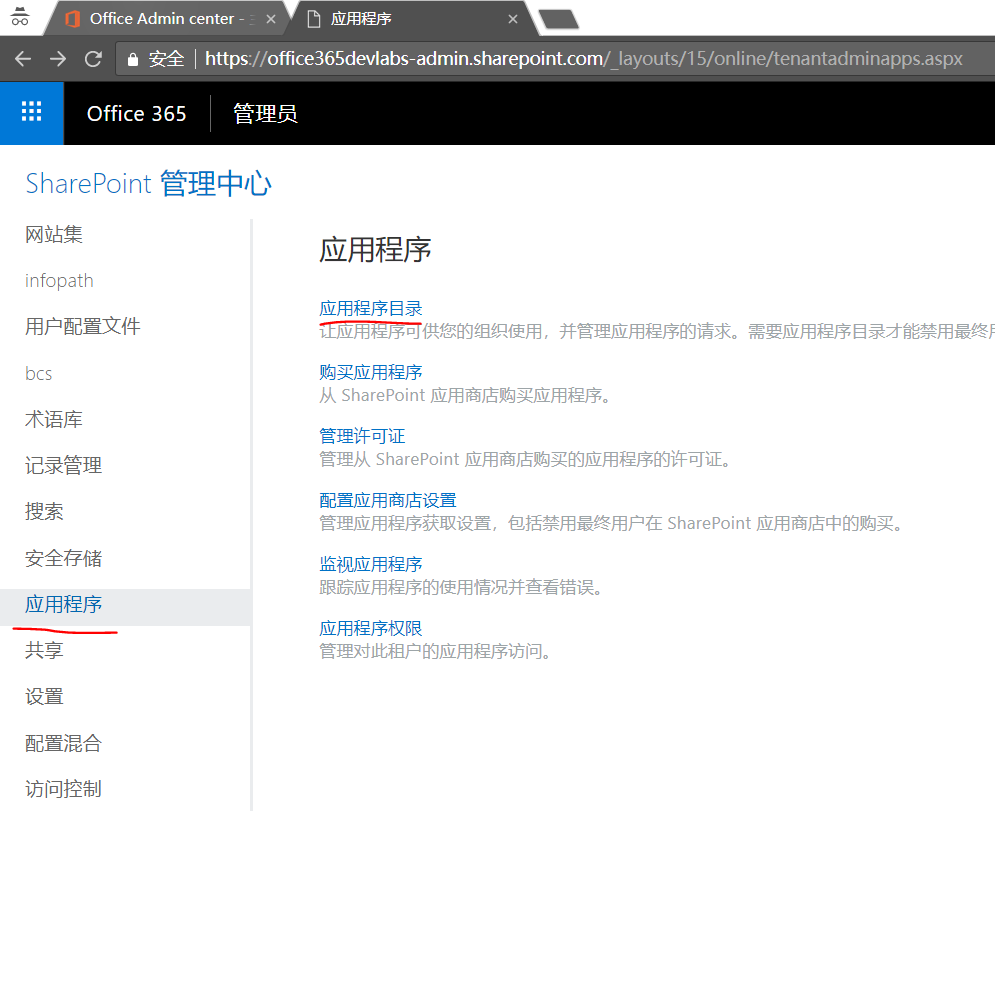 Office Admin center -
应用程序
安全 https://office365devlabs-admin.sharepoint.com/_layouts/15/online/tenantadminapps.aspx
Office 365 管理员
SharePoint 管理中心
网站集
infopath
用户配置文件
bcs
术语库
记录管理
搜索
安全存储
应用程序
共享
设置
配置混合
访问控制
应用程序
应用程序目录
让应用程序可供您的组织使用，并管理应用程序的请求。需要应用程序目录才能禁用最终用
购买应用程序
从 SharePoint 应用商店购买应用程序。
管理许可证
管理从 SharePoint 应用商店购买的应用程序的许可证。
配置应用商店设置
管理应用程序获取设置，包括禁用最终用户在 SharePoint 应用商店中的购买。
监视应用程序
跟踪应用程序的使用情况并查看错误。
应用程序权限
管理对此租户的应用程序访问。